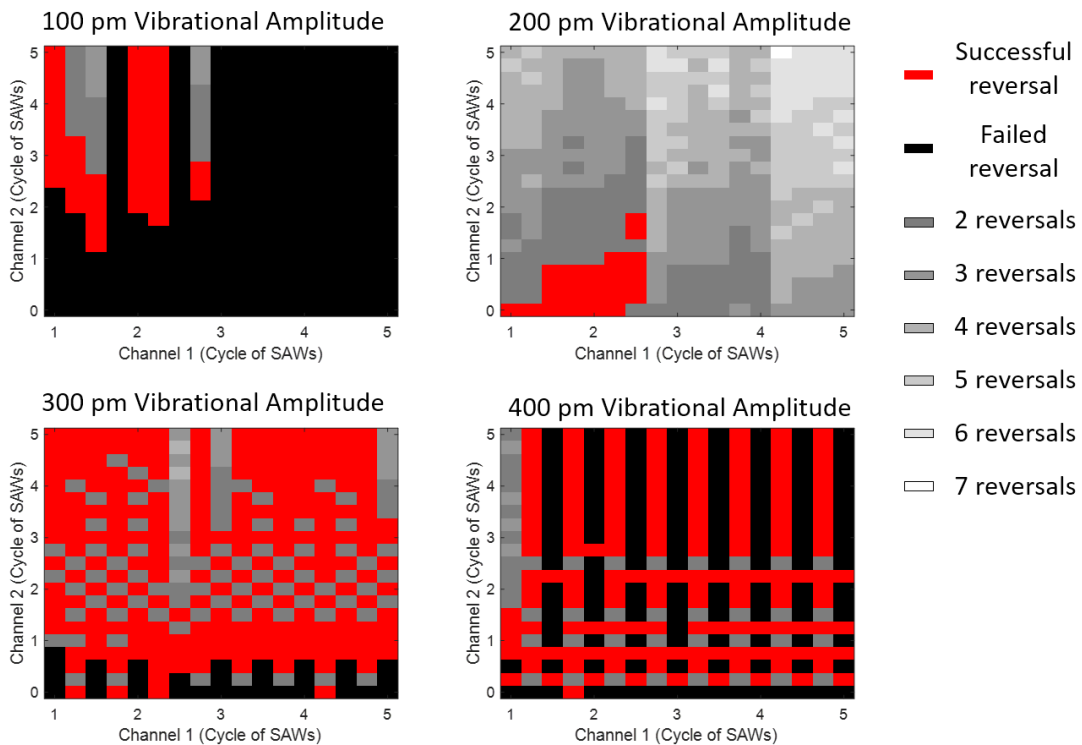 100 pm Vibrational Amplitude
5
4
3
2
1
0
Channel 2 (Cycle of SAWs)
1 2 3 4 5
Channel 1 (Cycle of SAWs)
200 pm Vibrational Amplitude
5
4
3
2
1
0
Channel 2 (Cycle of SAWs)
1 2 3 4 5
Channel 1 (Cycle of SAWs)
300 pm Vibrational Amplitude
5
4
3
2
1
0
Channel 2 (Cycle of SAWs)
1 2 3 4 5
Channel 1 (Cycle of SAWs)
400 pm Vibrational Amplitude
5
4
3
2
1
0
Channel 2 (Cycle of SAWs)
1 2 3 4 5
Channel 1 (Cycle of SAWs)
Successful
reversal
Failed
reversal
2 reversals
3 reversals
4 reversals
5 reversals
6 reversals
7 reversals